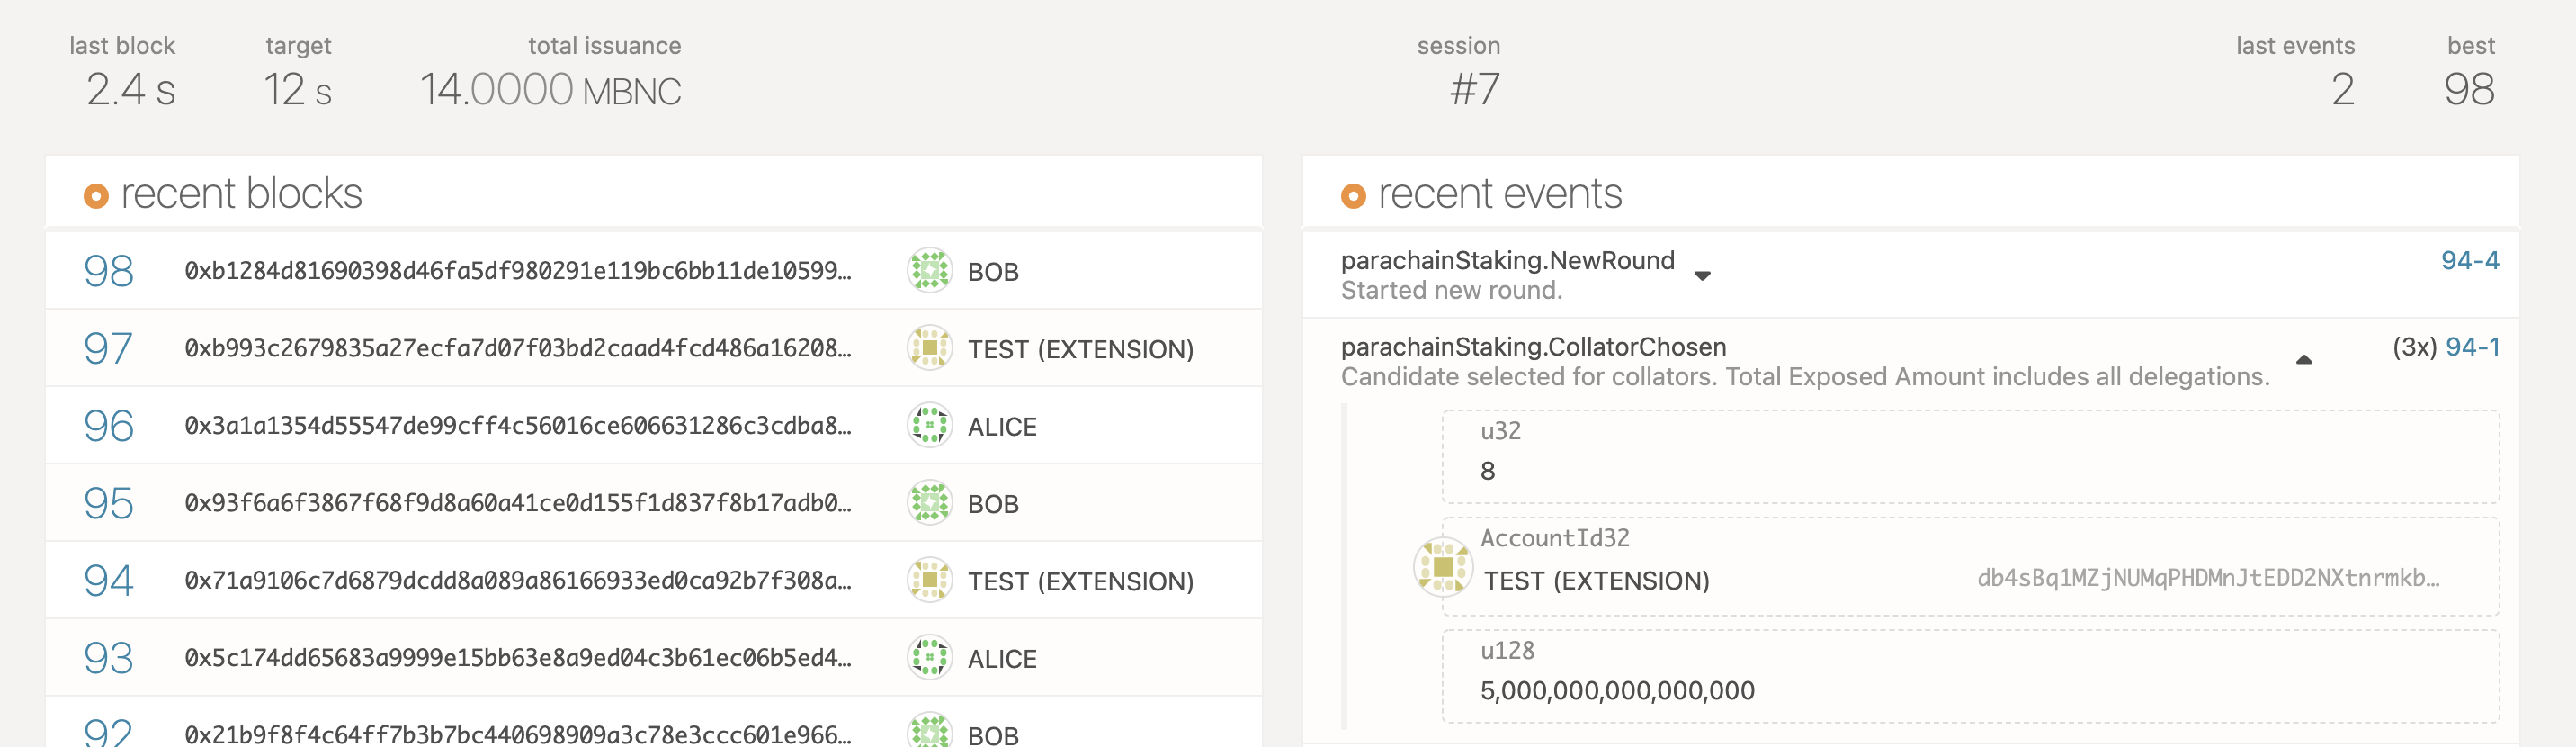 last block
2.4 s
target
12 s
total issuance
14.0000 MBNC
session
#7
last events
2
best
98
recent blocks
98 0xb1284d81690398d46fa5df980291e119bc6bb11de10599… BOB
97 0xb993c2679835a27ecfa7d07f03bd2caad4fcd486a16208… TEST (EXTENSION)
96 0x3a1a1354d55547de99cff4c56016ce606631286c3cdba8… ALICE
95 0x93f6a6f3867f68f9d8a60a41ce0d155f1d837f8b17adb0… BOB
94 0x71a9106c7d6879dcdd8a089a86166933ed0ca92b7f308a… TEST (EXTENSION)
93 0x5c174dd65683a9999e15bb63e8a9ed04c3b61ec06b5ed4… ALICE
92 0x21b9f8f4c64ff7b3b7bc440698909a3c78e3ccc601e966… BOB
recent events
parachainStaking.NewRound 94-4
Started new round.
parachainStaking.CollatorChosen (3x) 94-1
Candidate selected for collators. Total Exposed Amount includes all delegations.
u32
8
AccountId32
TEST (EXTENSION) db4sBq1MZjNUMqPHDMnJtEDD2NXtnrmkb…
u128
5,000,000,000,000,000